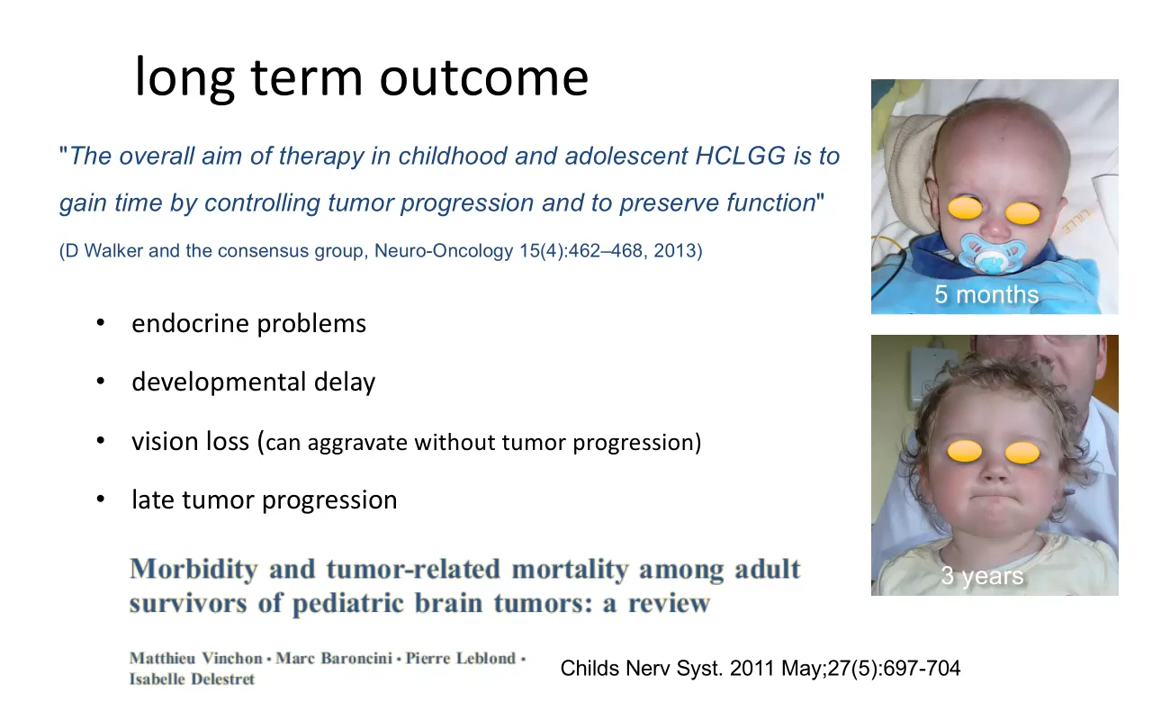 long term outcome
"The overall aim of therapy in childhood and adolescent HCLGG is to
gain time by controlling tumor progression and to preserve function"
(D Walker and the consensus group, Neuro-Oncology 15(4):462–468, 2013)
• endocrine problems
• developmental delay
• vision loss (can aggravate without tumor progression)
• late tumor progression
Morbidity and tumor-related mortality among adult
survivors of pediatric brain tumors: a review
Matthieu Vinchon • Marc Baroncini • Pierre Leblond •
Isabelle Delestret
Childs Nerv Syst. 2011 May;27(5):697-704
LILLE
5 months
3 years